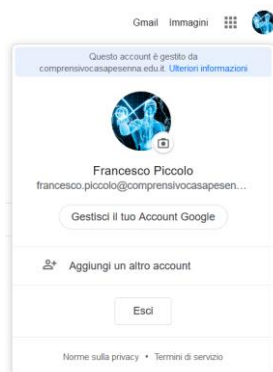 Gmail Immagini
Questo account è gestito da
comprensivocasapesenna.edu.it Ulteriori informazioni
Francesco Piccolo
francesco.piccolo@comprensivocasapesen...
Gestisci il tuo Account Google
Aggiungi un altro account
Esci
Norme sulla privacy • Termini di servizio